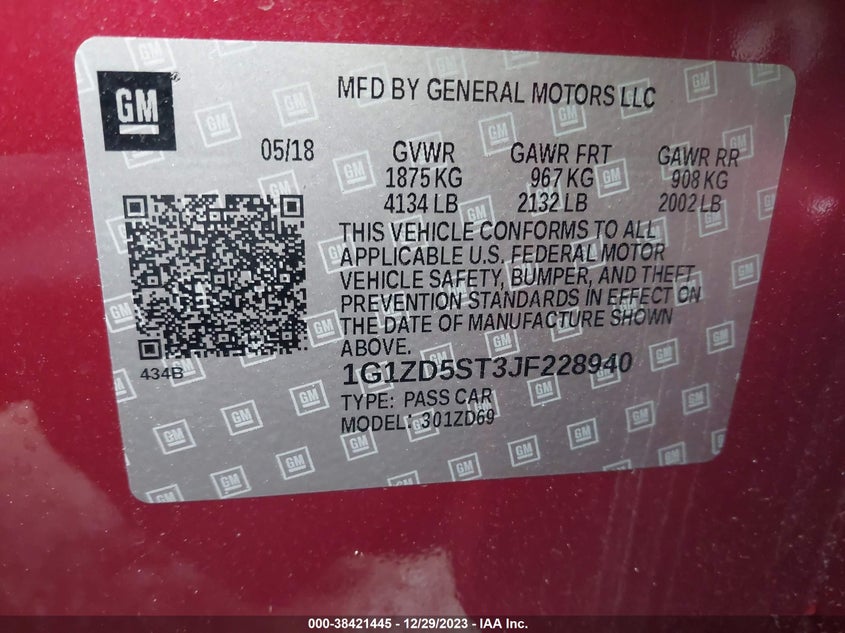 GM
MFD BY GENERAL MOTORS LLC
05/18
GVWR
1875 KG
4134 LB
GAWR FRT
967 KG
2132 LB
GAWR RR
908 KG
2002 LB
THIS VEHICLE CONFORMS TO ALL
APPLICABLE U.S. FEDERAL MOTOR
VEHICLE SAFETY, BUMPER, AND THEFT
PREVENTION STANDARDS IN EFFECT ON
THE DATE OF MANUFACTURE SHOWN
ABOVE.
434B
1G1ZD5ST3JF228940
TYPE: PASS CAR
MODEL: 301ZD69
000-38421445 - 12/29/2023 - IAA Inc.